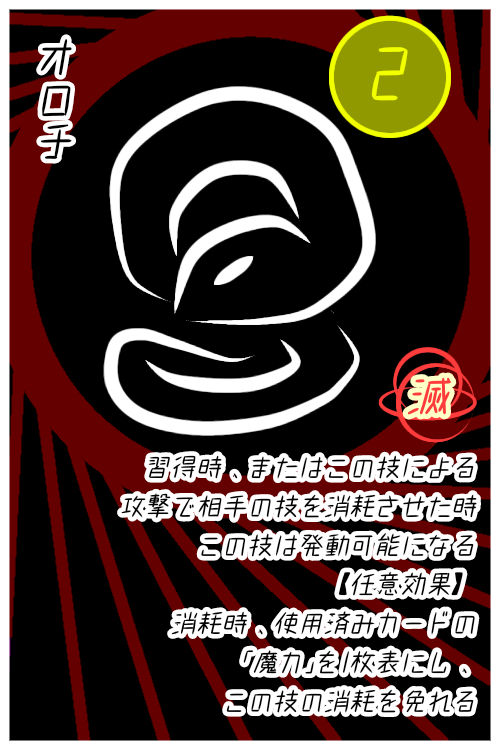 オロチ
2
滅
習得時、またはこの技による
攻撃で相手の技を消耗させた時
この技は発動可能になる
【任意効果】
消耗時、使用済みカードの
「魔力」を1枚表にし、
この技の消耗を免れる